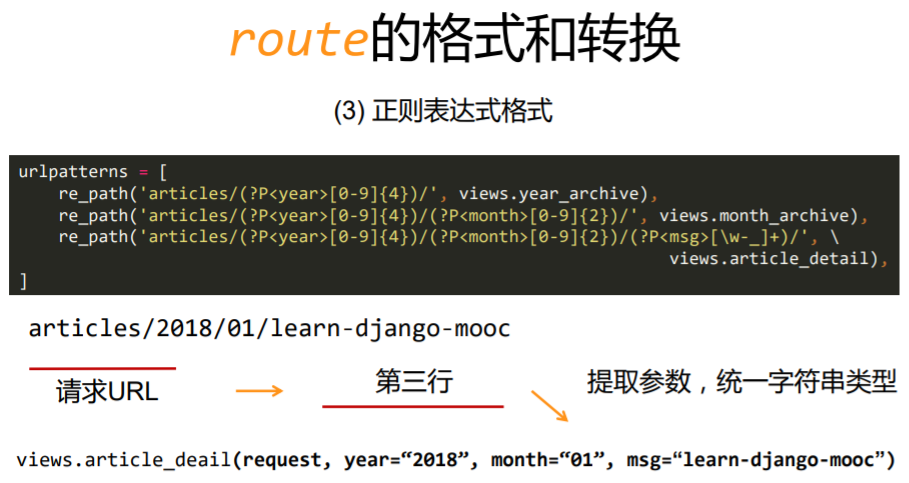 route的格式和转换
(3) 正则表达式格式
urlpatterns = [
    re_path('articles/(?P<year>[0-9]{4})/', views.year_archive),
    re_path('articles/(?P<year>[0-9]{4})/(?P<month>[0-9]{2})/', views.month_archive),
    re_path('articles/(?P<year>[0-9]{4})/(?P<month>[0-9]{2})/(?P<msg>[\w-_]+)/', \
                                                                views.article_detail),
]
articles/2018/01/learn-django-mooc
请求URL
第三行
提取参数，统一字符串类型
views.article_deail(request, year=“2018”, month=“01”, msg=“learn-django-mooc”)